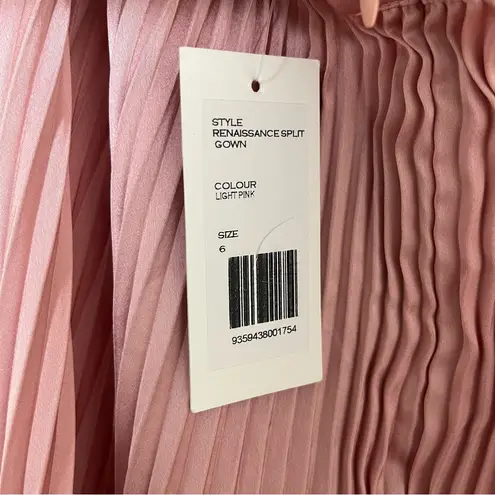 STYLE
RENAISSANCE SPLIT
GOWN
COLOUR
LIGHT PINK
SIZE
6
9359438001754